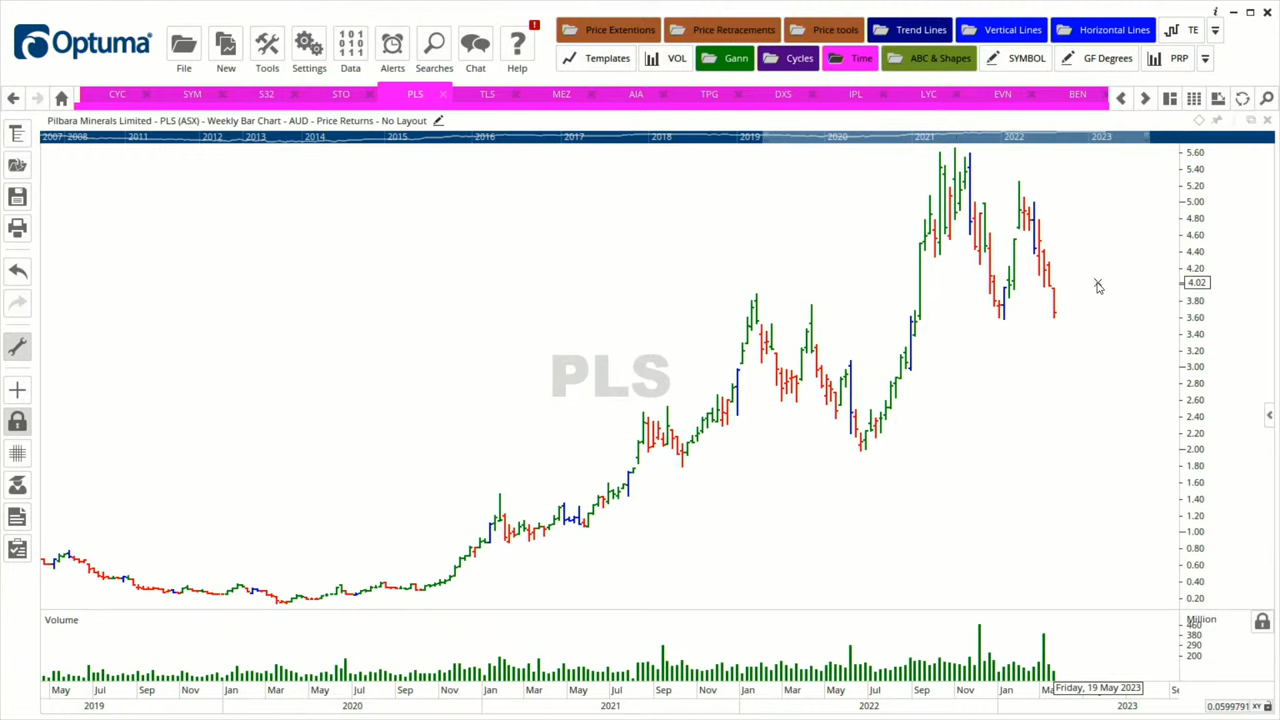 Optuma
File
New
Tools
Settings
Data
Alerts
Searches
Chat
Help
Price Extentions
Price Retracements
Price tools
Trend Lines
Vertical Lines
Horizontal Lines
TE
Templates
VOL
Gann
Cycles
Time
ABC & Shapes
SYMBOL
GF Degrees
PRP
CYC
SYM
S32
STO
PLS
TLS
MEZ
AIA
TPG
DXS
IPL
LYC
EVN
BEN
Pilbara Minerals Limited - PLS (ASX) - Weekly Bar Chart - AUD - Price Returns - No Layout
2007 2008 2011 2012 2013 2014 2015 2016 2017 2018 2019 2020 2021 2022 2023
5.60
5.40
5.20
5.00
4.80
4.60
4.40
4.20
4.02
3.80
3.60
3.40
3.20
3.00
2.80
2.60
2.40
2.20
2.00
1.80
1.60
1.40
1.20
1.00
0.80
0.60
0.40
0.20
PLS
Volume
Million
460
380
290
200
May Jul Sep Nov Jan Mar May Jul Sep Nov Jan Mar May Jul Sep Nov Jan Mar May Jul Sep Nov Jan
Friday, 19 May 2023
2019 2020 2021 2022 2023
0.0599791 XY